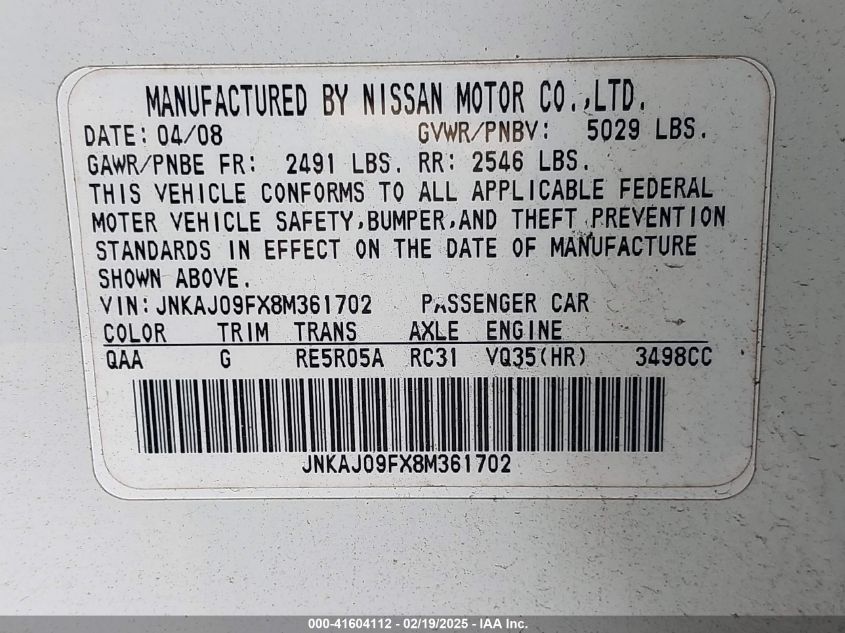 MANUFACTURED BY NISSAN MOTOR CO.,LTD.
DATE: 04/08 GVWR/PNBV: 5029 LBS.
GAWR/PNBE FR: 2491 LBS. RR: 2546 LBS.
THIS VEHICLE CONFORMS TO ALL APPLICABLE FEDERAL
MOTER VEHICLE SAFETY,BUMPER,AND THEFT PREVENTION
STANDARDS IN EFFECT ON THE DATE OF MANUFACTURE
SHOWN ABOVE.
VIN: JNKAJ09FX8M361702 PASSENGER CAR
COLOR TRIM TRANS AXLE ENGINE
QAA G RE5R05A RC31 VQ35(HR) 3498CC
JNKAJ09FX8M361702
000-41604112 - 02/19/2025 - IAA Inc.